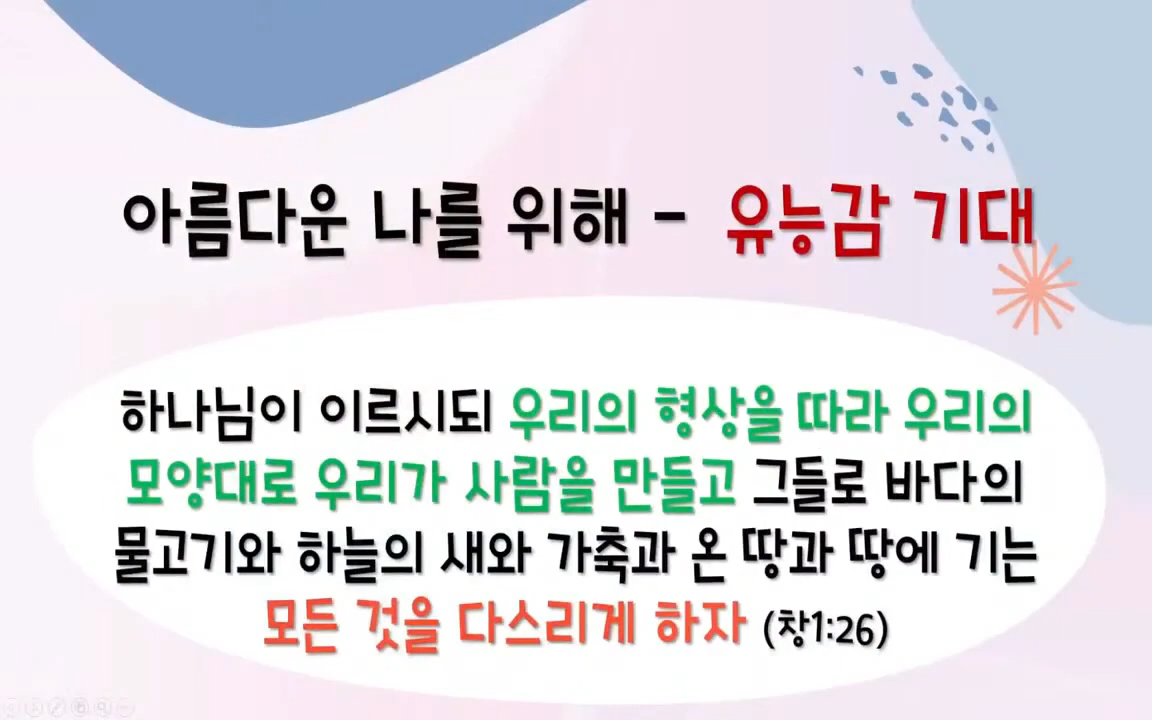 아름다운 나를 위해 - 유능감 기대
하나님이 이르시되 우리의 형상을 따라 우리의
모양대로 우리가 사람을 만들고 그들로 바다의
물고기와 하늘의 새와 가축과 온 땅과 땅에 기는
모든 것을 다스리게 하자 (창1:26)